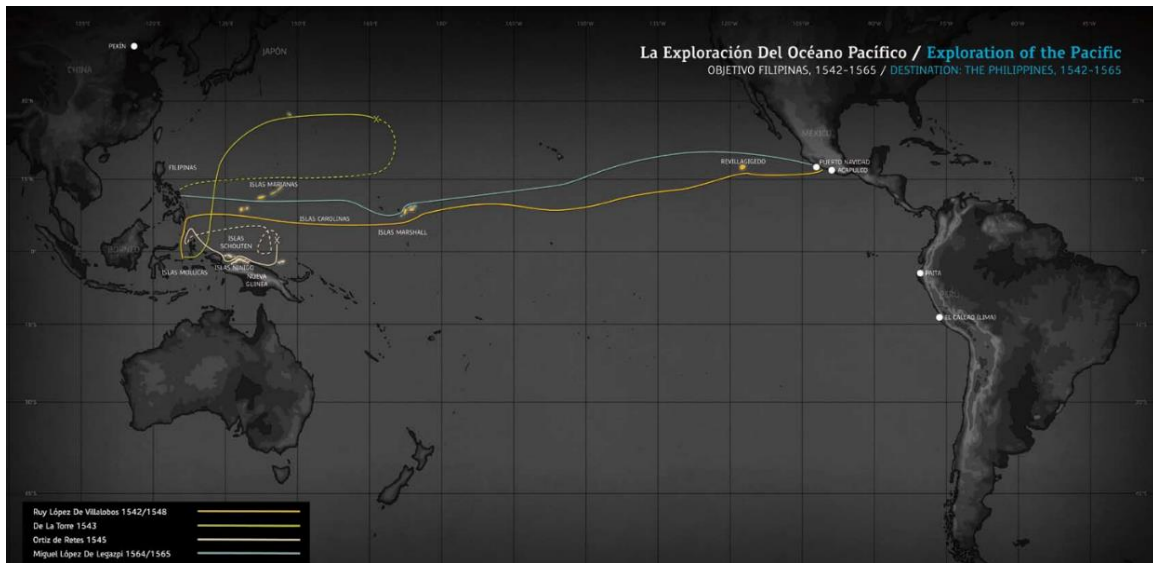 La Exploración Del Océano Pacífico / Exploration of the Pacific
OBJETIVO FILIPINAS, 1542-1565 / DESTINATION: THE PHILIPPINES, 1542-1565
PEKÍN
JAPÓN
CHINA
MÉXICO
FILIPINAS
REVILLAGIGEDO
PUERTO NAVIDAD
ACAPULCO
ISLAS MARIANAS
ISLAS CAROLINAS
ISLAS MARSHALL
ISLAS
SCHOUTEN
BORNEO
ISLAS NINIGO
ISLAS MOLUCAS
NUEVA
GUINEA
PAITA
EL CALLAO (LIMA)
Ruy López De Villalobos 1542/1548
De La Torre 1543
Ortiz de Retes 1545
Miguel López De Legazpi 1564/1565